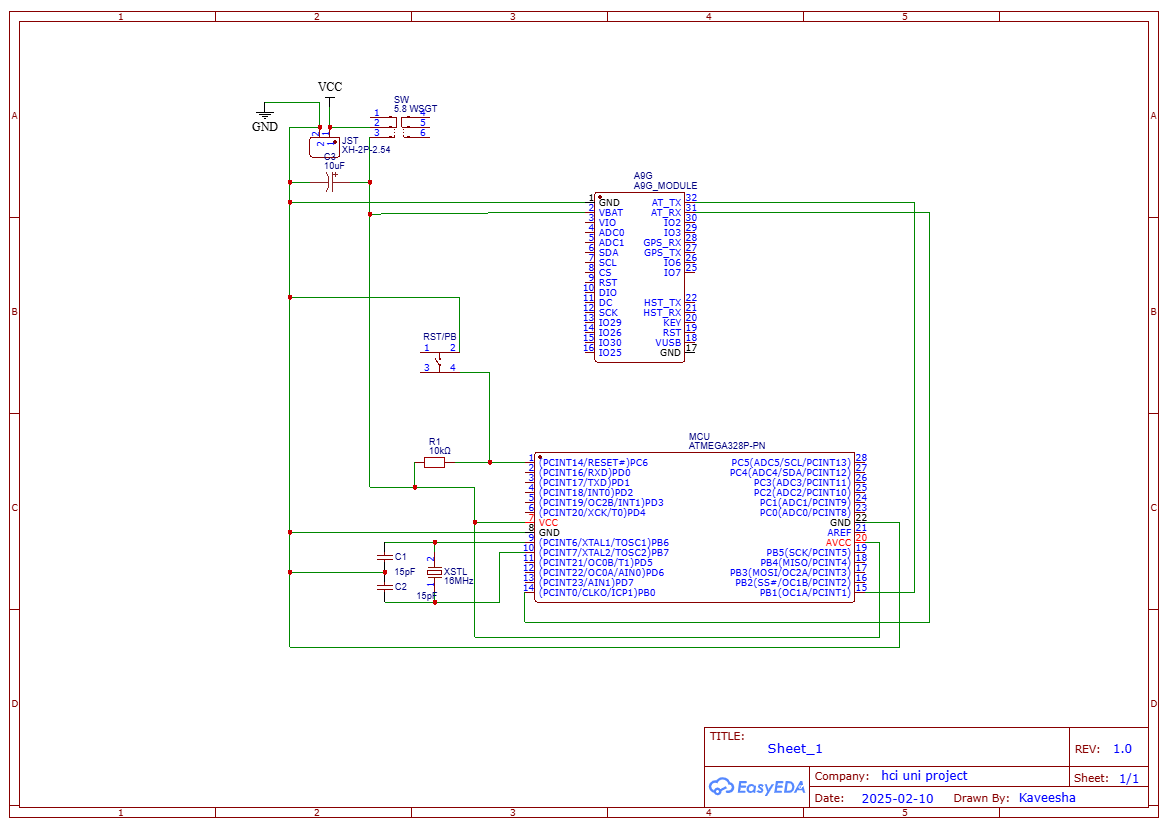 1 2 3 4 5
A A
B B
C C
D D
VCC
GND
SW
5.8 WSGT
1 4
2 5
3 6
2 1
2 1
JST
XH-2P-2.54
C3
10uF
+
A9G
A9G_MODULE
1 GND AT_TX 32
2 VBAT AT_RX 31
3 VIO IO2 30
4 ADC0 IO3 29
5 ADC1 GPS_RX 28
6 SDA GPS_TX 27
7 SCL IO6 26
8 CS IO7 25
9 RST
10 DIO
11 DC HST_TX 22
12 SCK HST_RX 21
13 IO29 KEY 20
14 IO26 RST 19
15 IO30 VUSB 18
16 IO25 GND 17
RST/PB
1 2
3 4
R1
10kΩ
MCU
ATMEGA328P-PN
1 (PCINT14/RESET#)PC6 PC5(ADC5/SCL/PCINT13) 28
2 (PCINT16/RXD)PD0 PC4(ADC4/SDA/PCINT12) 27
3 (PCINT17/TXD)PD1 PC3(ADC3/PCINT11) 26
4 (PCINT18/INT0)PD2 PC2(ADC2/PCINT10) 25
5 (PCINT19/OC2B/INT1)PD3 PC1(ADC1/PCINT9) 24
6 (PCINT20/XCK/T0)PD4 PC0(ADC0/PCINT8) 23
7 VCC GND 22
8 GND AREF 21
9 (PCINT6/XTAL1/TOSC1)PB6 AVCC 20
10 (PCINT7/XTAL2/TOSC2)PB7 PB5(SCK/PCINT5) 19
11 (PCINT21/OC0B/T1)PD5 PB4(MISO/PCINT4) 18
12 (PCINT22/OC0A/AIN0)PD6 PB3(MOSI/OC2A/PCINT3) 17
13 (PCINT23/AIN1)PD7 PB2(SS#/OC1B/PCINT2) 16
14 (PCINT0/CLKO/ICP1)PB0 PB1(OC1A/PCINT1) 15
C1
15pF
C2
15pF
2
XSTL
16MHz
1
TITLE:
Sheet_1
REV: 1.0
EasyEDA
Company: hci uni project
Sheet: 1/1
Date: 2025-02-10 Drawn By: Kaveesha
1 2 3 4 5